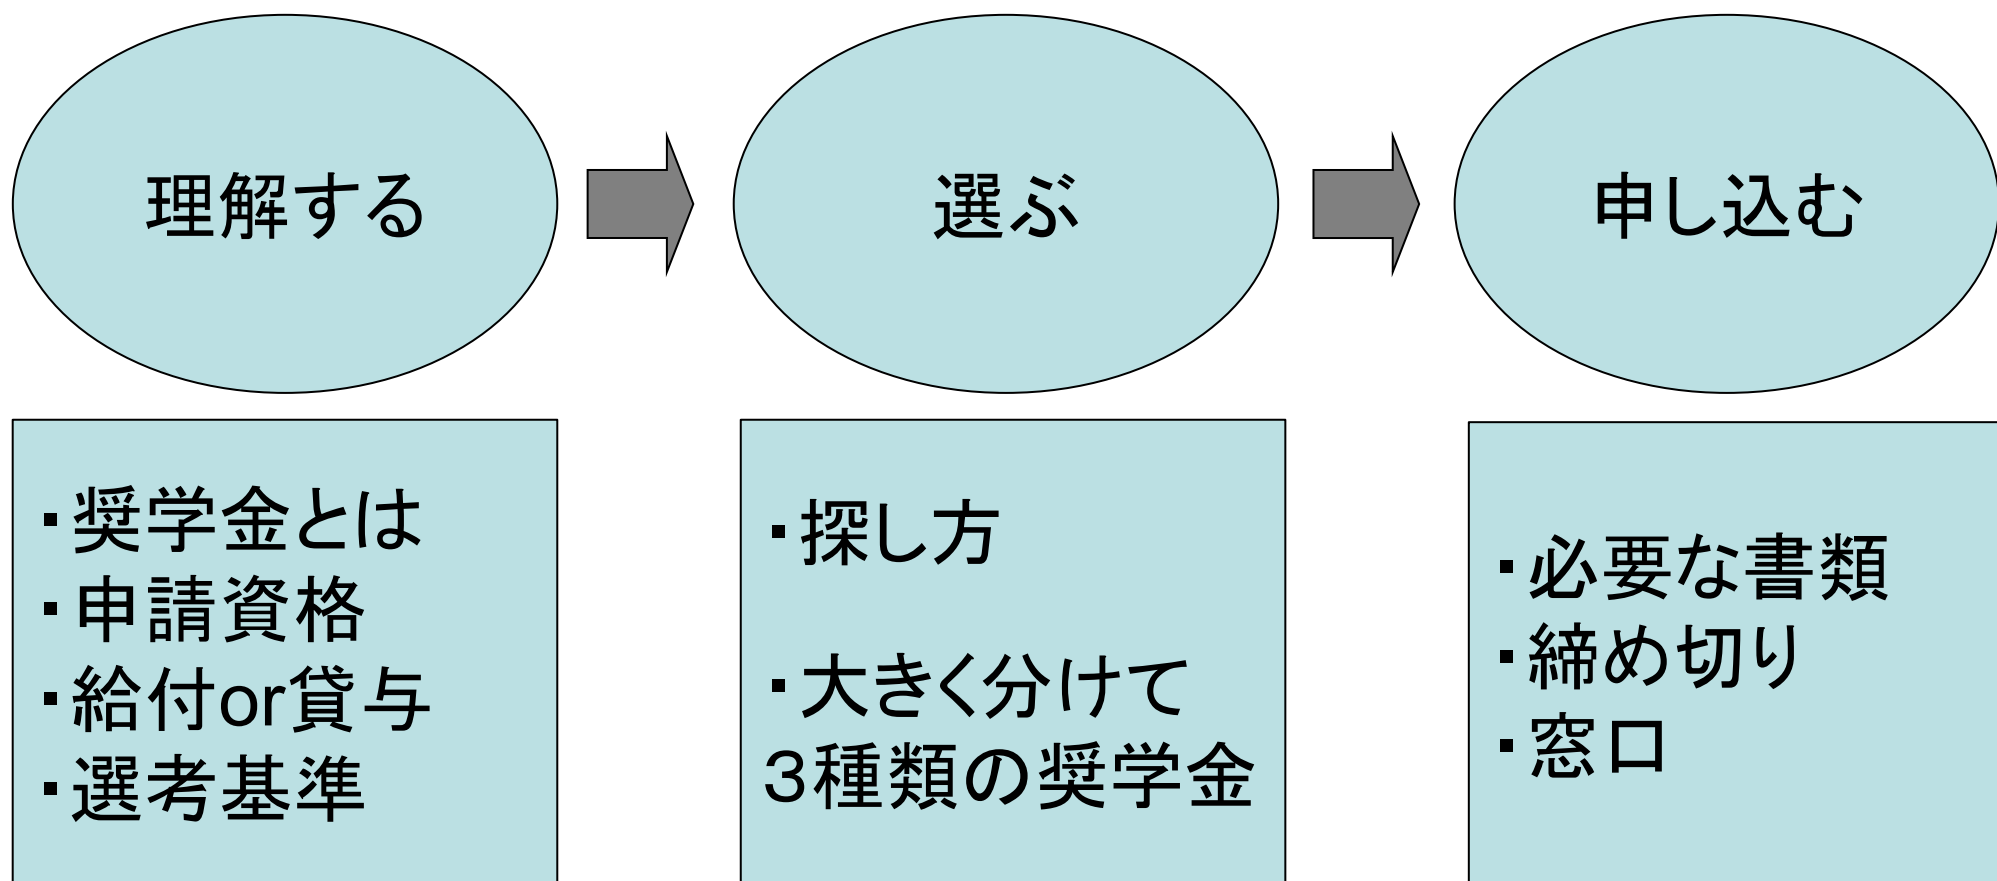 理解する
選ぶ
申し込む
・奨学金とは
・申請資格
・給付or貸与
・選考基準
・探し方
・大きく分けて
３種類の奨学金
・必要な書類
・締め切り
・窓口